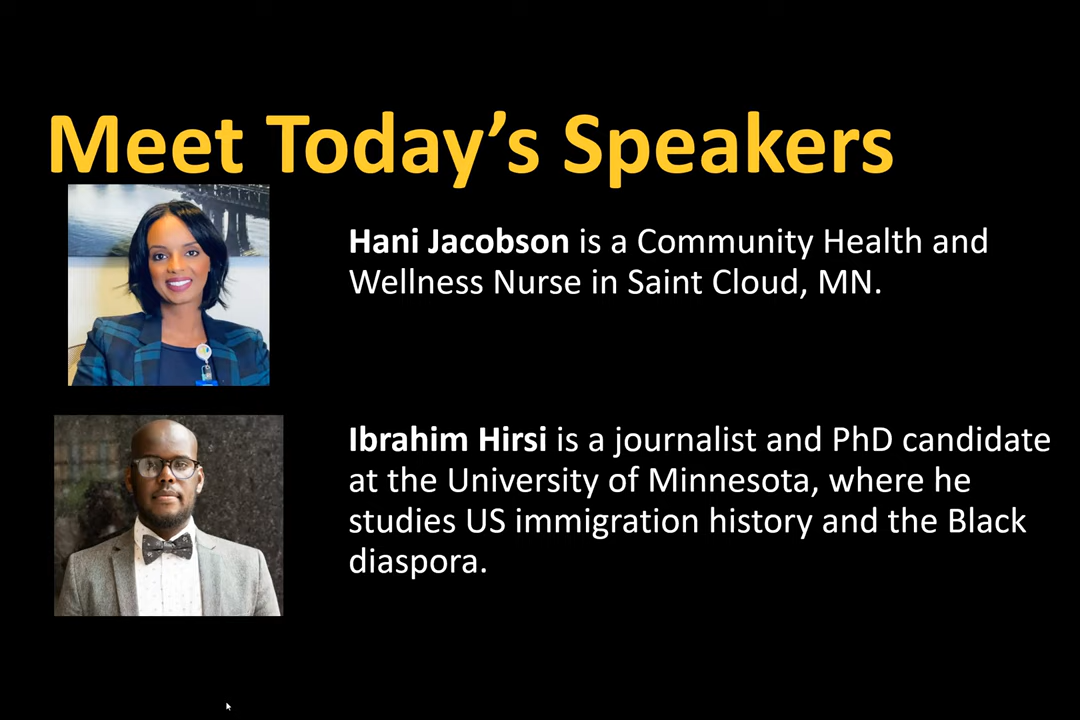 Meet Today’s Speakers
Hani Jacobson is a Community Health and
Wellness Nurse in Saint Cloud, MN.
Ibrahim Hirsi is a journalist and PhD candidate
at the University of Minnesota, where he
studies US immigration history and the Black
diaspora.